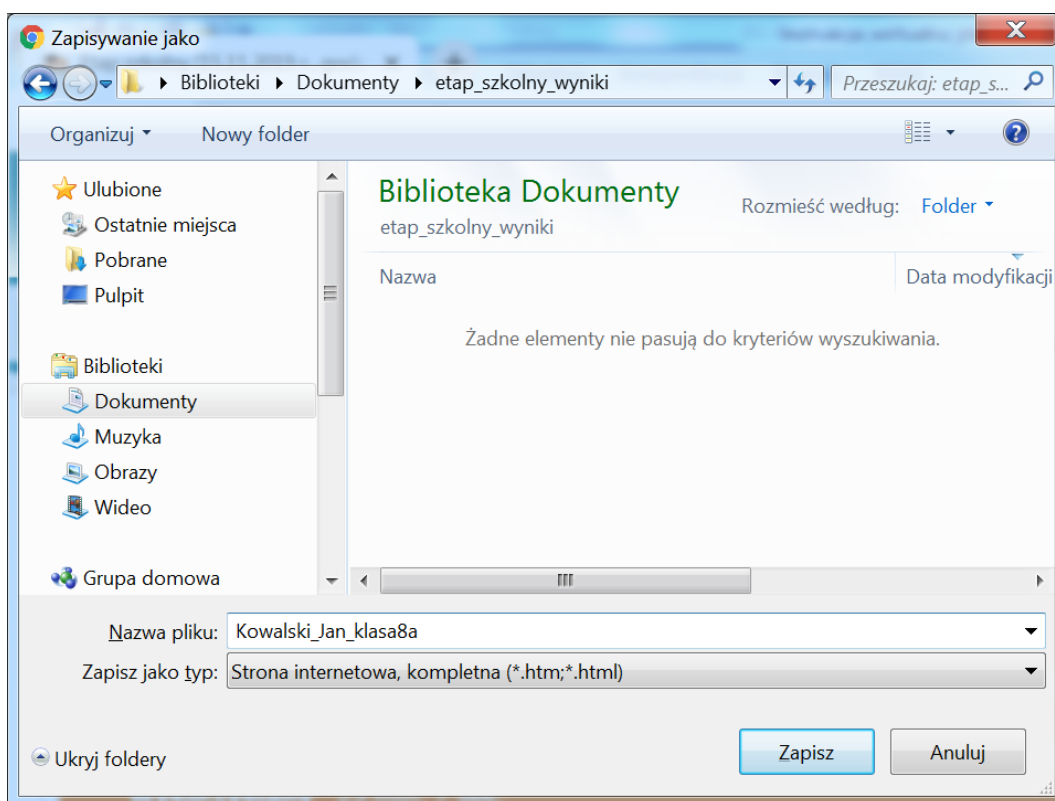 Zapisywanie jako
Biblioteki Dokumenty etap_szkolny_wyniki
Przeszukaj: etap_s...
Organizuj Nowy folder
Ulubione
Ostatnie miejsca
Pobrane
Pulpit
Biblioteki
Dokumenty
Muzyka
Obrazy
Wideo
Grupa domowa
Biblioteka Dokumenty
etap_szkolny_wyniki
Rozmieść według: Folder
Nazwa Data modyfikacji
Żadne elementy nie pasują do kryteriów wyszukiwania.
Nazwa pliku: Kowalski_Jan_klasa8a
Zapisz jako typ: Strona internetowa, kompletna (*.htm;*.html)
Ukryj foldery
Zapisz Anuluj